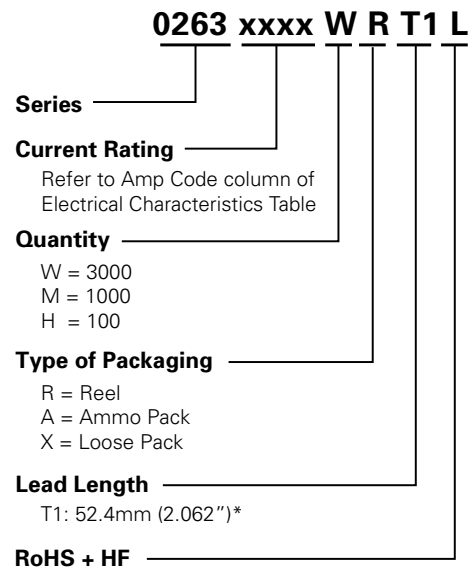 0263 xxxx W R T1 L
Series
Current Rating
Refer to Amp Code column of
Electrical Characteristics Table
Quantity
W = 3000
M = 1000
H = 100
Type of Packaging
R = Reel
A = Ammo Pack
X = Loose Pack
Lead Length
T1: 52.4mm (2.062")*
RoHS + HF